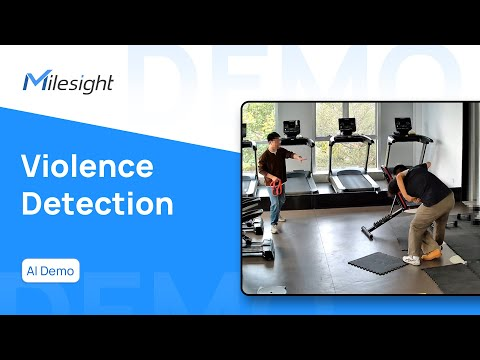 DEMO
Milesight
Violence
Detection
AI Demo
DEMO